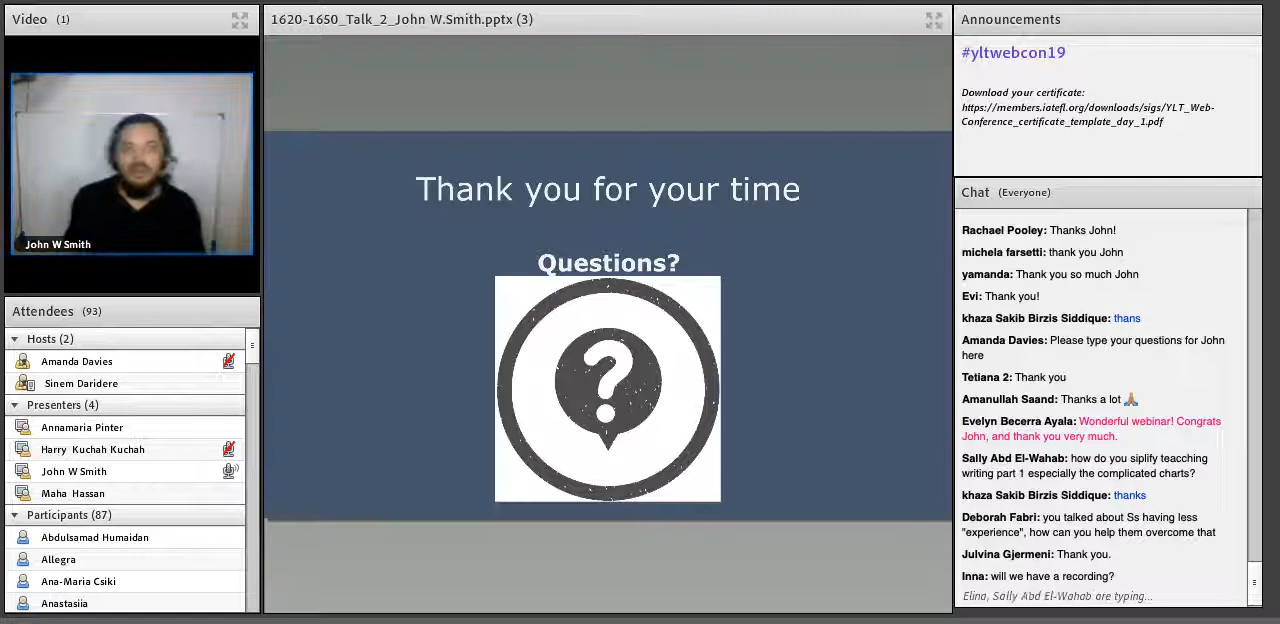 Video (1)
John W Smith
Attendees (93)
Hosts (2)
Amanda Davies
Sinem Daridere
Presenters (4)
Annamaria Pinter
Harry Kuchah Kuchah
John W Smith
Maha Hassan
Participants (87)
Abdulsamad Humaidan
Allegra
Ana-Maria Csiki
Anastasiia
1620-1650_Talk_2_John W.Smith.pptx (3)
Thank you for your time
Questions?
?
Announcements
#yltwebcon19
Download your certificate:
https://members.iatefl.org/downloads/sigs/YLT_Web-
Conference_certificate_template_day_1.pdf
Chat (Everyone)
Rachael Pooley: Thanks John!
michela farsetti: thank you John
yamanda: Thank you so much John
Evi: Thank you!
khaza Sakib Birzis Siddique: thans
Amanda Davies: Please type your questions for John
here
Tetiana 2: Thank you
Amanullah Saand: Thanks a lot 🙏🏽
Evelyn Becerra Ayala: Wonderful webinar! Congrats
John, and thank you very much.
Sally Abd El-Wahab: how do you siplify teacching
writing part 1 especially the complicated charts?
khaza Sakib Birzis Siddique: thanks
Deborah Fabri: you talked about Ss having less
"experience", how can you help them overcome that
Julvina Gjermeni: Thank you.
Inna: will we have a recording?
Elina, Sally Abd El-Wahab are typing...